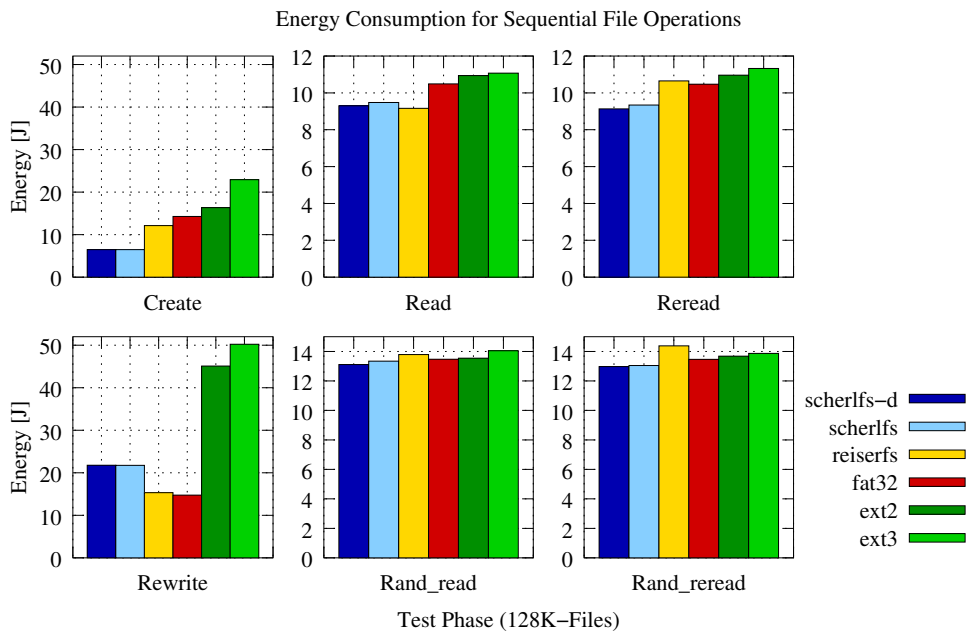 Energy Consumption for Sequential File Operations
Energy [J]
50
40
30
20
10
0
Create
12
10
8
6
4
2
0
Read
12
10
8
6
4
2
0
Reread
Energy [J]
50
40
30
20
10
0
Rewrite
14
12
10
8
6
4
2
0
Rand_read
14
12
10
8
6
4
2
0
Rand_reread
scherlfs−d
scherlfs
reiserfs
fat32
ext2
ext3
Test Phase (128K−Files)